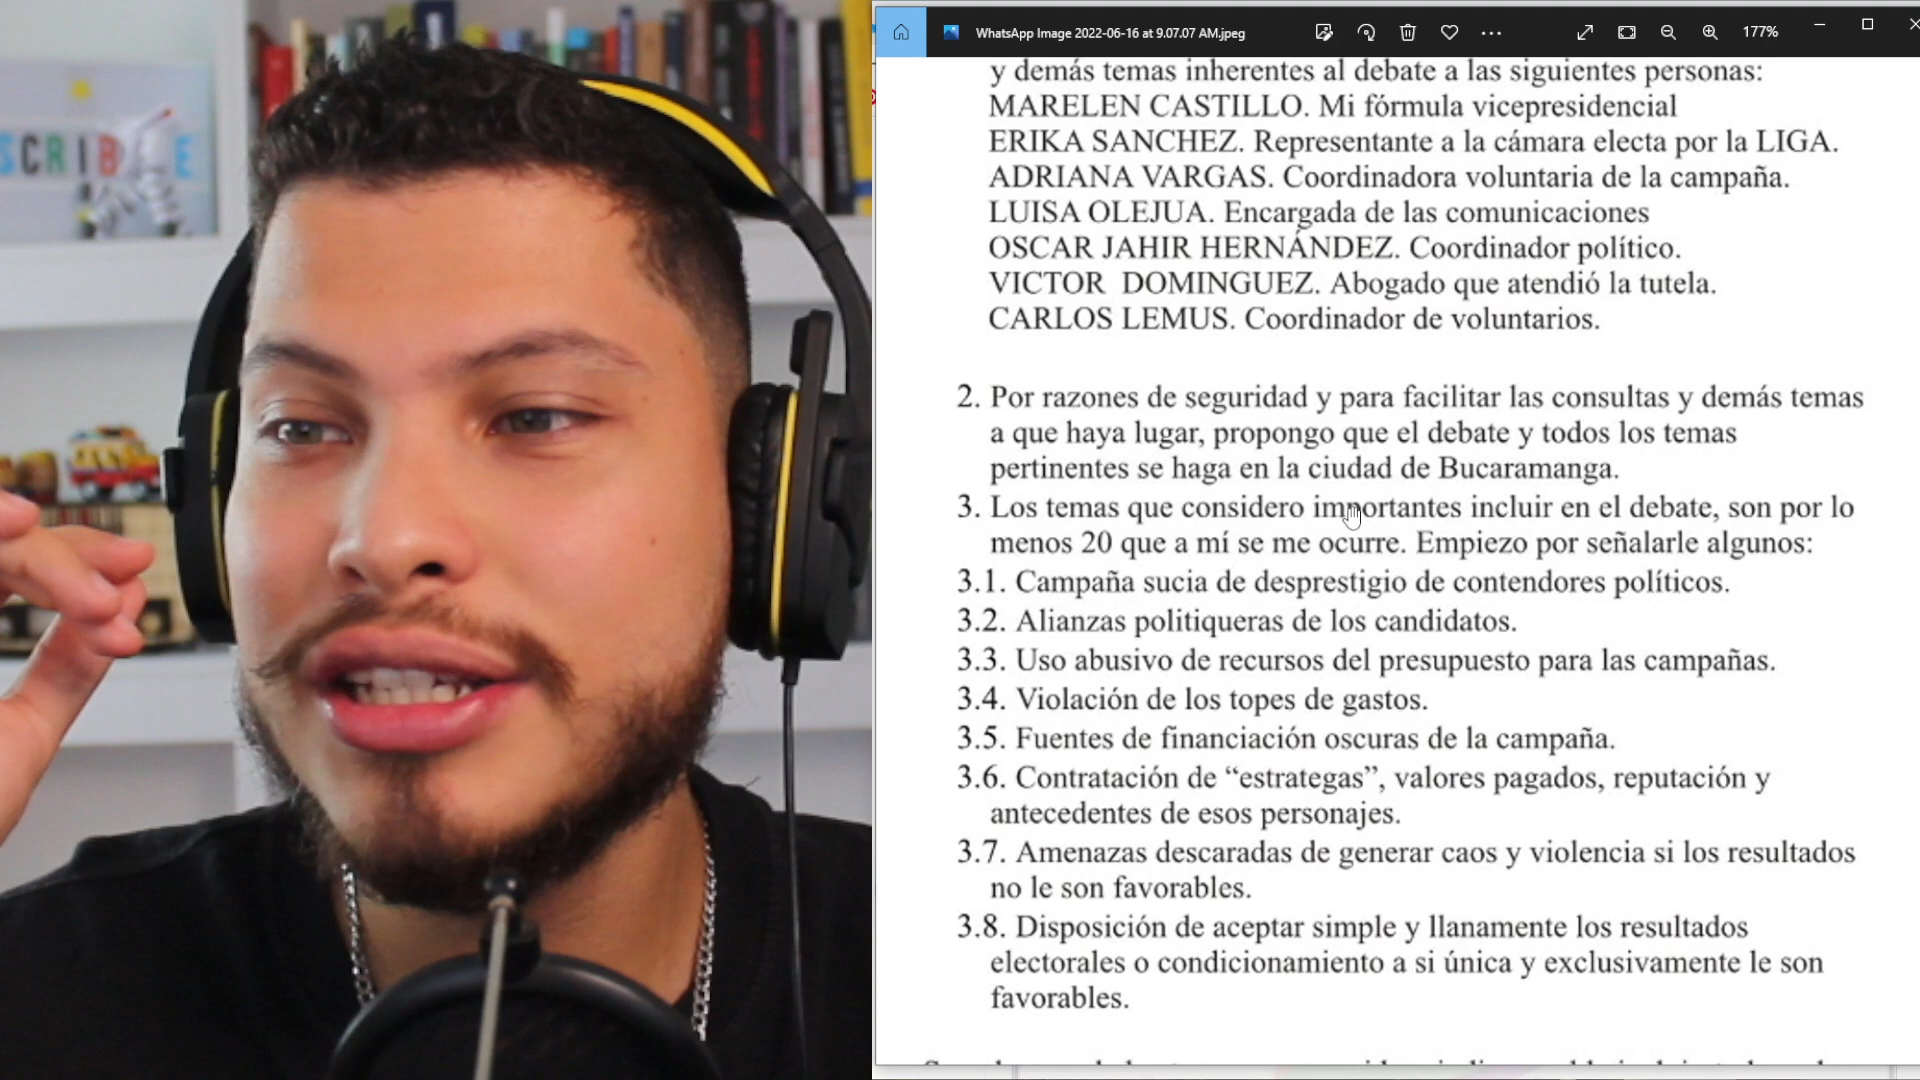 SCRIB E
WhatsApp Image 2022-06-16 at 9.07.07 AM.jpeg
177%
y demás temas inherentes al debate a las siguientes personas:
MARELEN CASTILLO. Mi fórmula vicepresidencial
ERIKA SANCHEZ. Representante a la cámara electa por la LIGA.
ADRIANA VARGAS. Coordinadora voluntaria de la campaña.
LUISA OLEJUA. Encargada de las comunicaciones
OSCAR JAHIR HERNÁNDEZ. Coordinador político.
VICTOR DOMINGUEZ. Abogado que atendió la tutela.
CARLOS LEMUS. Coordinador de voluntarios.
2. Por razones de seguridad y para facilitar las consultas y demás temas
a que haya lugar, propongo que el debate y todos los temas
pertinentes se haga en la ciudad de Bucaramanga.
3. Los temas que considero importantes incluir en el debate, son por lo
menos 20 que a mí se me ocurre. Empiezo por señalarle algunos:
3.1. Campaña sucia de desprestigio de contendores políticos.
3.2. Alianzas politiqueras de los candidatos.
3.3. Uso abusivo de recursos del presupuesto para las campañas.
3.4. Violación de los topes de gastos.
3.5. Fuentes de financiación oscuras de la campaña.
3.6. Contratación de “estrategas”, valores pagados, reputación y
antecedentes de esos personajes.
3.7. Amenazas descaradas de generar caos y violencia si los resultados
no le son favorables.
3.8. Disposición de aceptar simple y llanamente los resultados
electorales o condicionamiento a si única y exclusivamente le son
favorables.